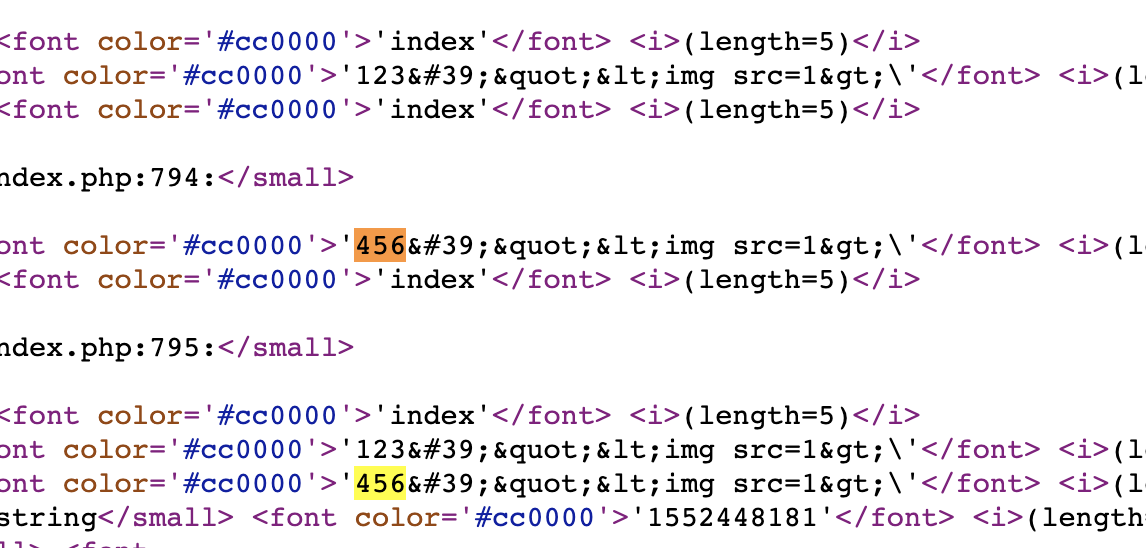 <font color='#cc0000'>'index'</font> <i>(length=5)</i>
ont color='#cc0000'>'123&#39;&quot;&lt;img src=1&gt;\'</font> <i>(l
<font color='#cc0000'>'index'</font> <i>(length=5)</i>
ndex.php:794:</small>
ont color='#cc0000'>'456&#39;&quot;&lt;img src=1&gt;\'</font> <i>(l
<font color='#cc0000'>'index'</font> <i>(length=5)</i>
ndex.php:795:</small>
<font color='#cc0000'>'index'</font> <i>(length=5)</i>
ont color='#cc0000'>'123&#39;&quot;&lt;img src=1&gt;\'</font> <i>(l
ont color='#cc0000'>'456&#39;&quot;&lt;img src=1&gt;\'</font> <i>(l
string</small> <font color='#cc0000'>'1552448181'</font> <i>(length